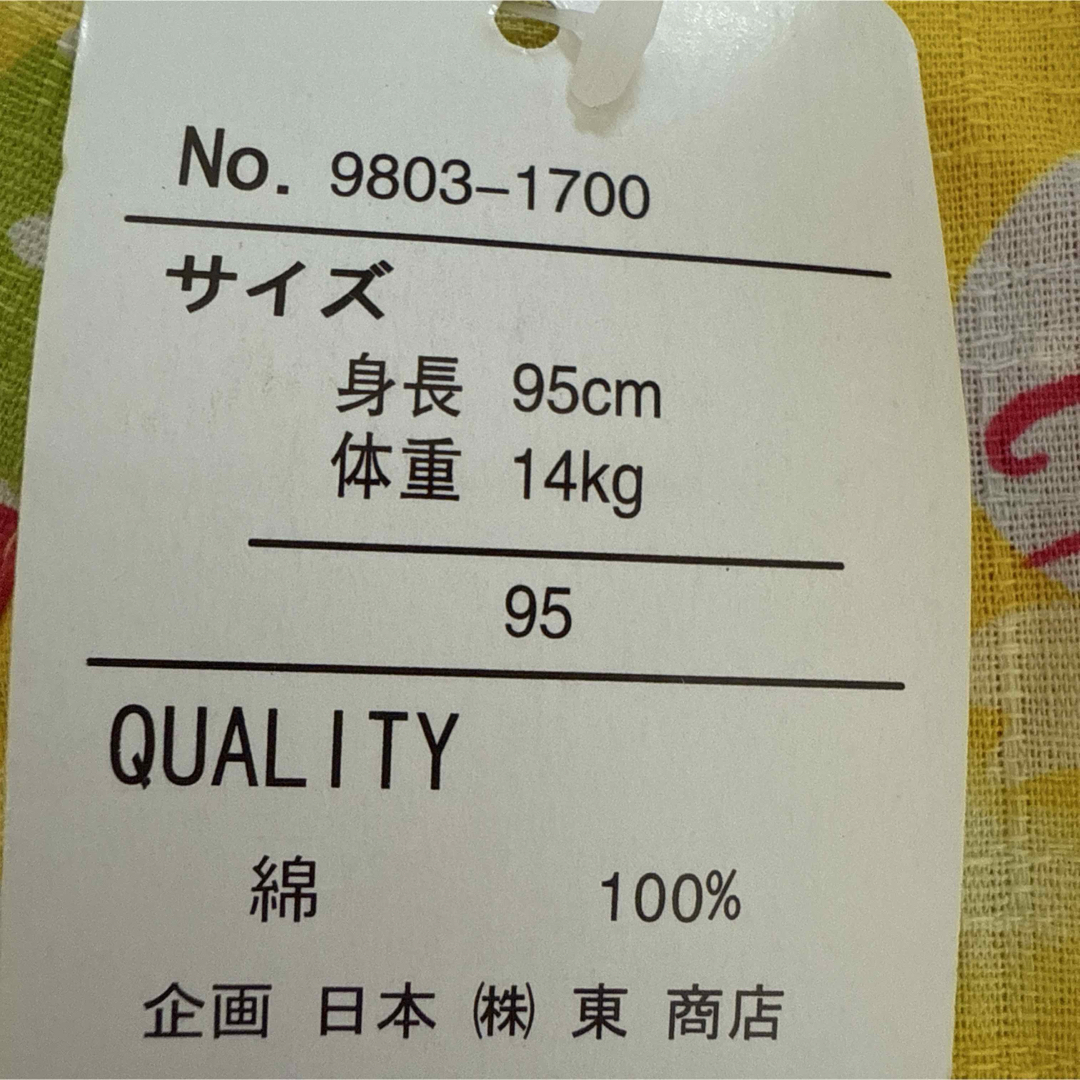 No. 9803-1700
サイズ
身長 95cm
体重 14kg
95
QUALITY
綿 100%
企画 日本 ㈱ 東 商店